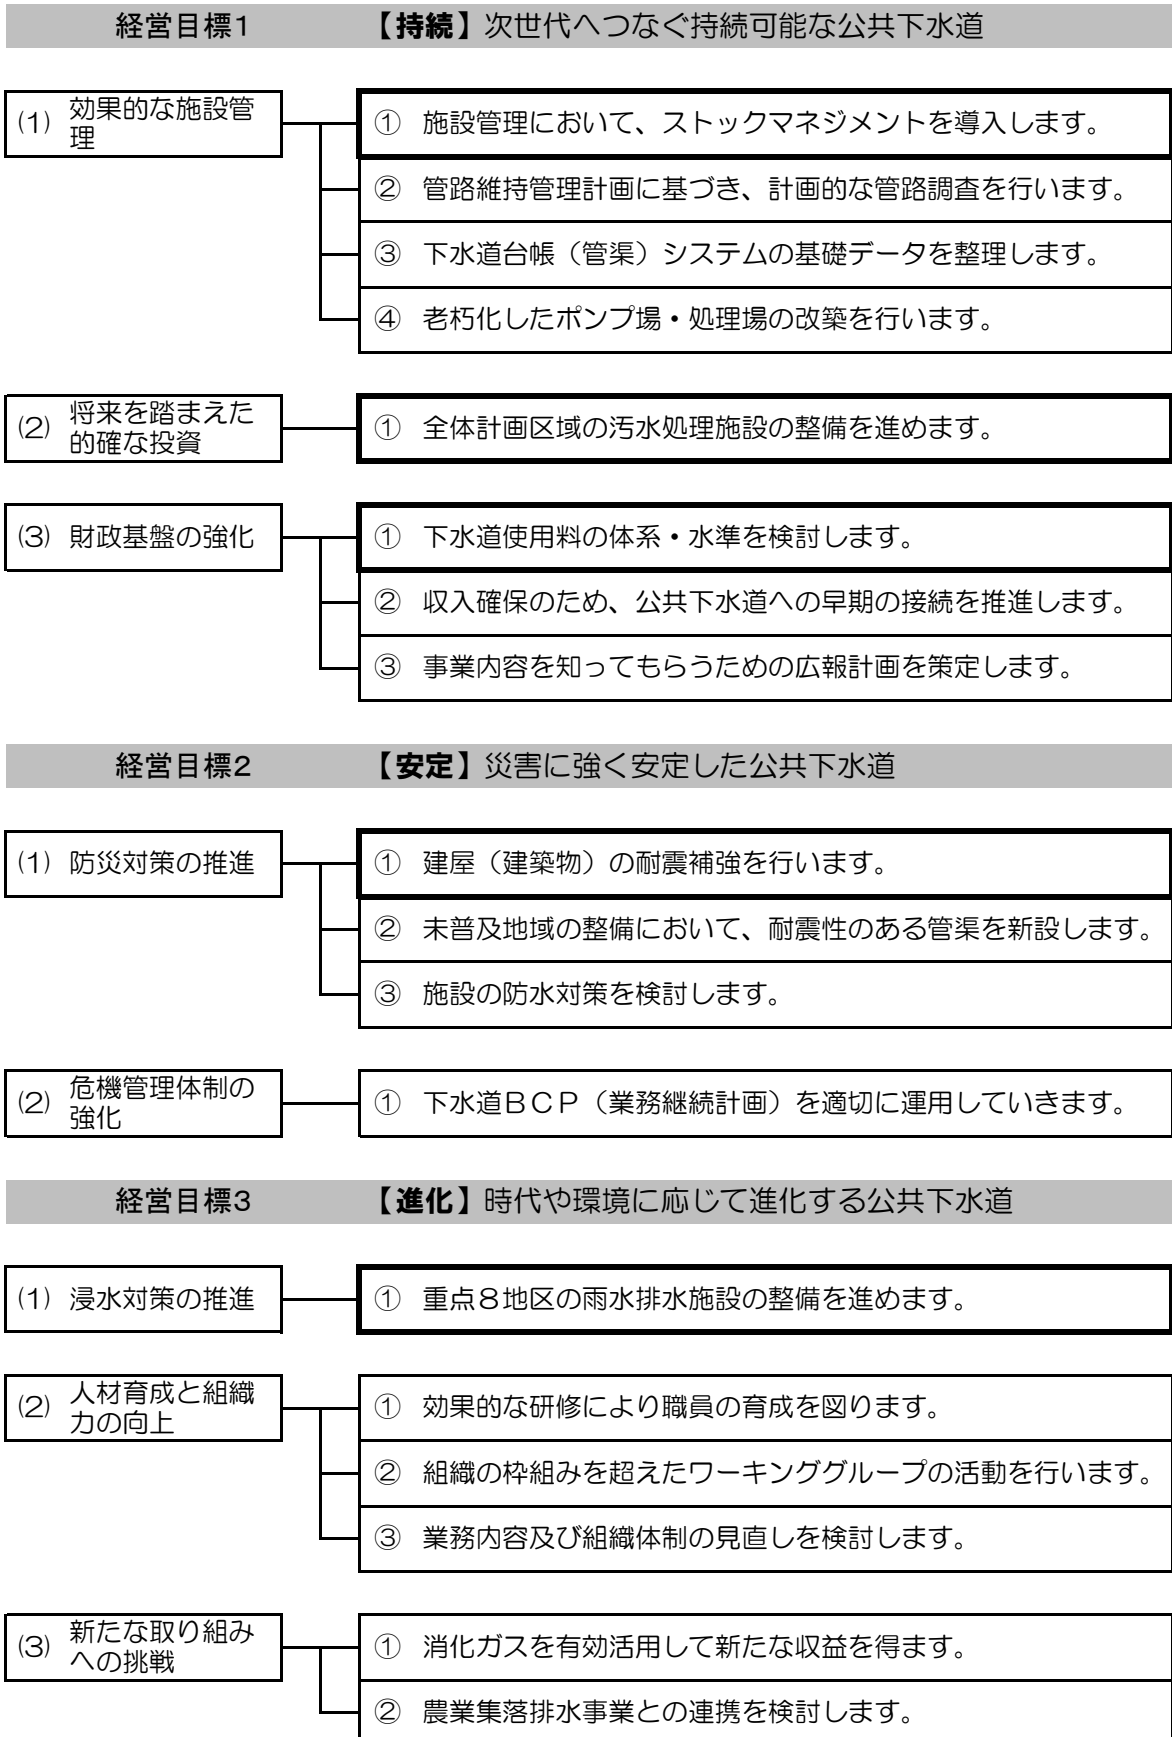 経営目標1 【持続】次世代へつなぐ持続可能な公共下水道
(1) 効果的な施設管
理
① 施設管理において、ストックマネジメントを導入します。
② 管路維持管理計画に基づき、計画的な管路調査を行います。
③ 下水道台帳（管渠）システムの基礎データを整理します。
④ 老朽化したポンプ場・処理場の改築を行います。
(2) 将来を踏まえた
的確な投資
① 全体計画区域の汚水処理施設の整備を進めます。
(3) 財政基盤の強化
① 下水道使用料の体系・水準を検討します。
② 収入確保のため、公共下水道への早期の接続を推進します。
③ 事業内容を知ってもらうための広報計画を策定します。
経営目標2 【安定】災害に強く安定した公共下水道
(1) 防災対策の推進
① 建屋（建築物）の耐震補強を行います。
② 未普及地域の整備において、耐震性のある管渠を新設します。
③ 施設の防水対策を検討します。
(2) 危機管理体制の
強化
① 下水道ＢＣＰ（業務継続計画）を適切に運用していきます。
経営目標3 【進化】時代や環境に応じて進化する公共下水道
(1) 浸水対策の推進
① 重点８地区の雨水排水施設の整備を進めます。
(2) 人材育成と組織
力の向上
① 効果的な研修により職員の育成を図ります。
② 組織の枠組みを超えたワーキンググループの活動を行います。
③ 業務内容及び組織体制の見直しを検討します。
(3) 新たな取り組み
への挑戦
① 消化ガスを有効活用して新たな収益を得ます。
② 農業集落排水事業との連携を検討します。